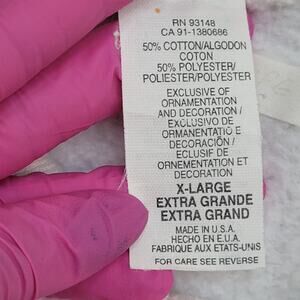 RN 93148
CA 91-1380686
50% COTTON/ALGODON
COTON
50% POLYESTER/
POLIESTER/POLYESTER
EXCLUSIVE OF
ORNAMENTATION
AND DECORATION /
EXCLUSIVO DE
ORMANENTATIO E
DECORACIÓN /
ECLUSIF DE
ORNEMENTATION ET
DECORATION
X-LARGE
EXTRA GRANDE
EXTRA GRAND
MADE IN U.S.A.
HECHO EN E.U.A.
FABRIQUE AUX ETATS-UNIS
FOR CARE SEE REVERSE